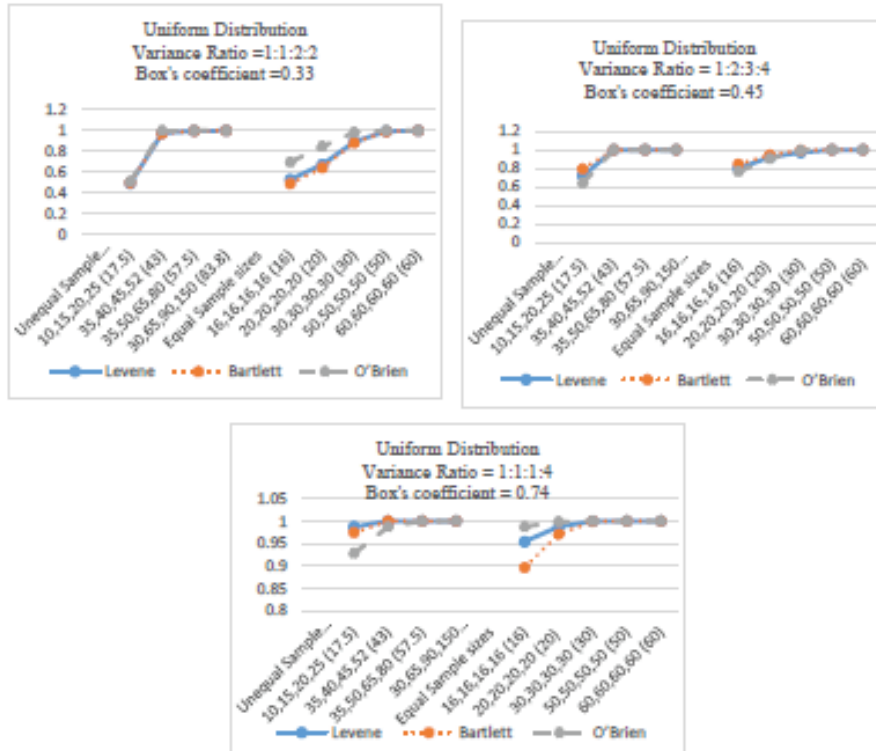 Uniform Distribution
Variance Ratio =1:1:2:2
Box's coefficient =0.33
1.2
1
0.8
0.6
0.4
0.2
0
Unequal Sample...
10,15,20,25 (17.5)
35,40,45,52 (43)
35,50,65,80 (57.5)
30,65,90,150 (83.8)
Equal Sample sizes
16,16,16,16 (16)
20,20,20,20 (20)
30,30,30,30 (30)
50,50,50,50 (50)
60,60,60,60 (60)
Levene Bartlett O'Brien
Uniform Distribution
Variance Ratio = 1:2:3:4
Box's coefficient =0.45
1.2
1
0.8
0.6
0.4
0.2
0
Unequal Sample...
10,15,20,25 (17.5)
35,40,45,52 (43)
35,50,65,80 (57.5)
30,65,90,150...
Equal Sample sizes
16,16,16,16 (16)
20,20,20,20 (20)
30,30,30,30 (30)
50,50,50,50 (50)
60,60,60,60 (60)
Levene Bartlett O'Brien
Uniform Distribution
Variance Ratio = 1:1:1:4
Box's coefficient = 0.74
1.05
1
0.95
0.9
0.85
0.8
Unequal Sample...
10,15,20,25 (17.5)
35,40,45,52 (43)
35,50,65,80 (57.5)
30,65,90,150...
Equal Sample sizes
16,16,16,16 (16)
20,20,20,20 (20)
30,30,30,30 (30)
50,50,50,50 (50)
60,60,60,60 (60)
Levene Bartlett O'Brien